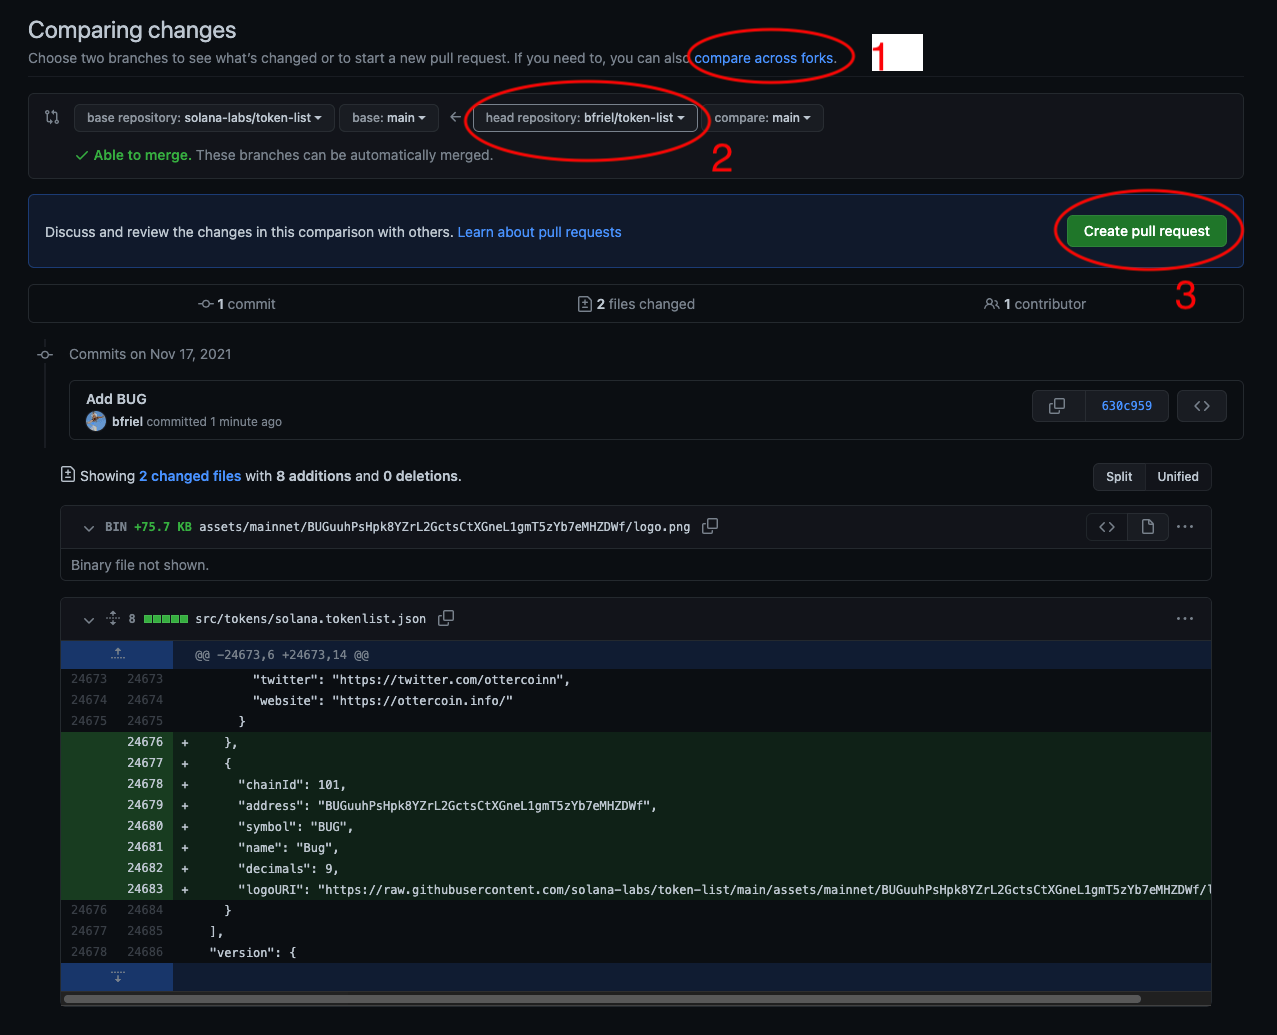 Comparing changes
Choose two branches to see what's changed or to start a new pull request. If you need to, you can also compare across forks.
1
base repository: solana-labs/token-list
base: main
head repository: bfriel/token-list
compare: main
Able to merge. These branches can be automatically merged.
2
Discuss and review the changes in this comparison with others. Learn about pull requests
Create pull request
3
1 commit
2 files changed
1 contributor
Commits on Nov 17, 2021
Add BUG
bfriel committed 1 minute ago
630c959
Showing 2 changed files with 8 additions and 0 deletions.
Split
Unified
BIN +75.7 KB assets/mainnet/BUGuuhPsHpk8YZrL2GctsCtXGneL1gmT5zYb7eMHZDWf/logo.png
Binary file not shown.
8 src/tokens/solana.tokenlist.json
@@ -24673,6 +24673,14 @@
24673 24673 "twitter": "https://twitter.com/ottercoinn",
24674 24674 "website": "https://ottercoin.info/"
24675 24675 }
24676 + },
24677 + {
24678 + "chainId": 101,
24679 + "address": "BUGuuhPsHpk8YZrL2GctsCtXGneL1gmT5zYb7eMHZDWf",
24680 + "symbol": "BUG",
24681 + "name": "Bug",
24682 + "decimals": 9,
24683 + "logoURI": "https://raw.githubusercontent.com/solana-labs/token-list/main/assets/mainnet/BUGuuhPsHpk8YZrL2GctsCtXGneL1gmT5zYb7eMHZDWf/l
24676 24684 }
24677 24685 ],
24678 24686 "version": {